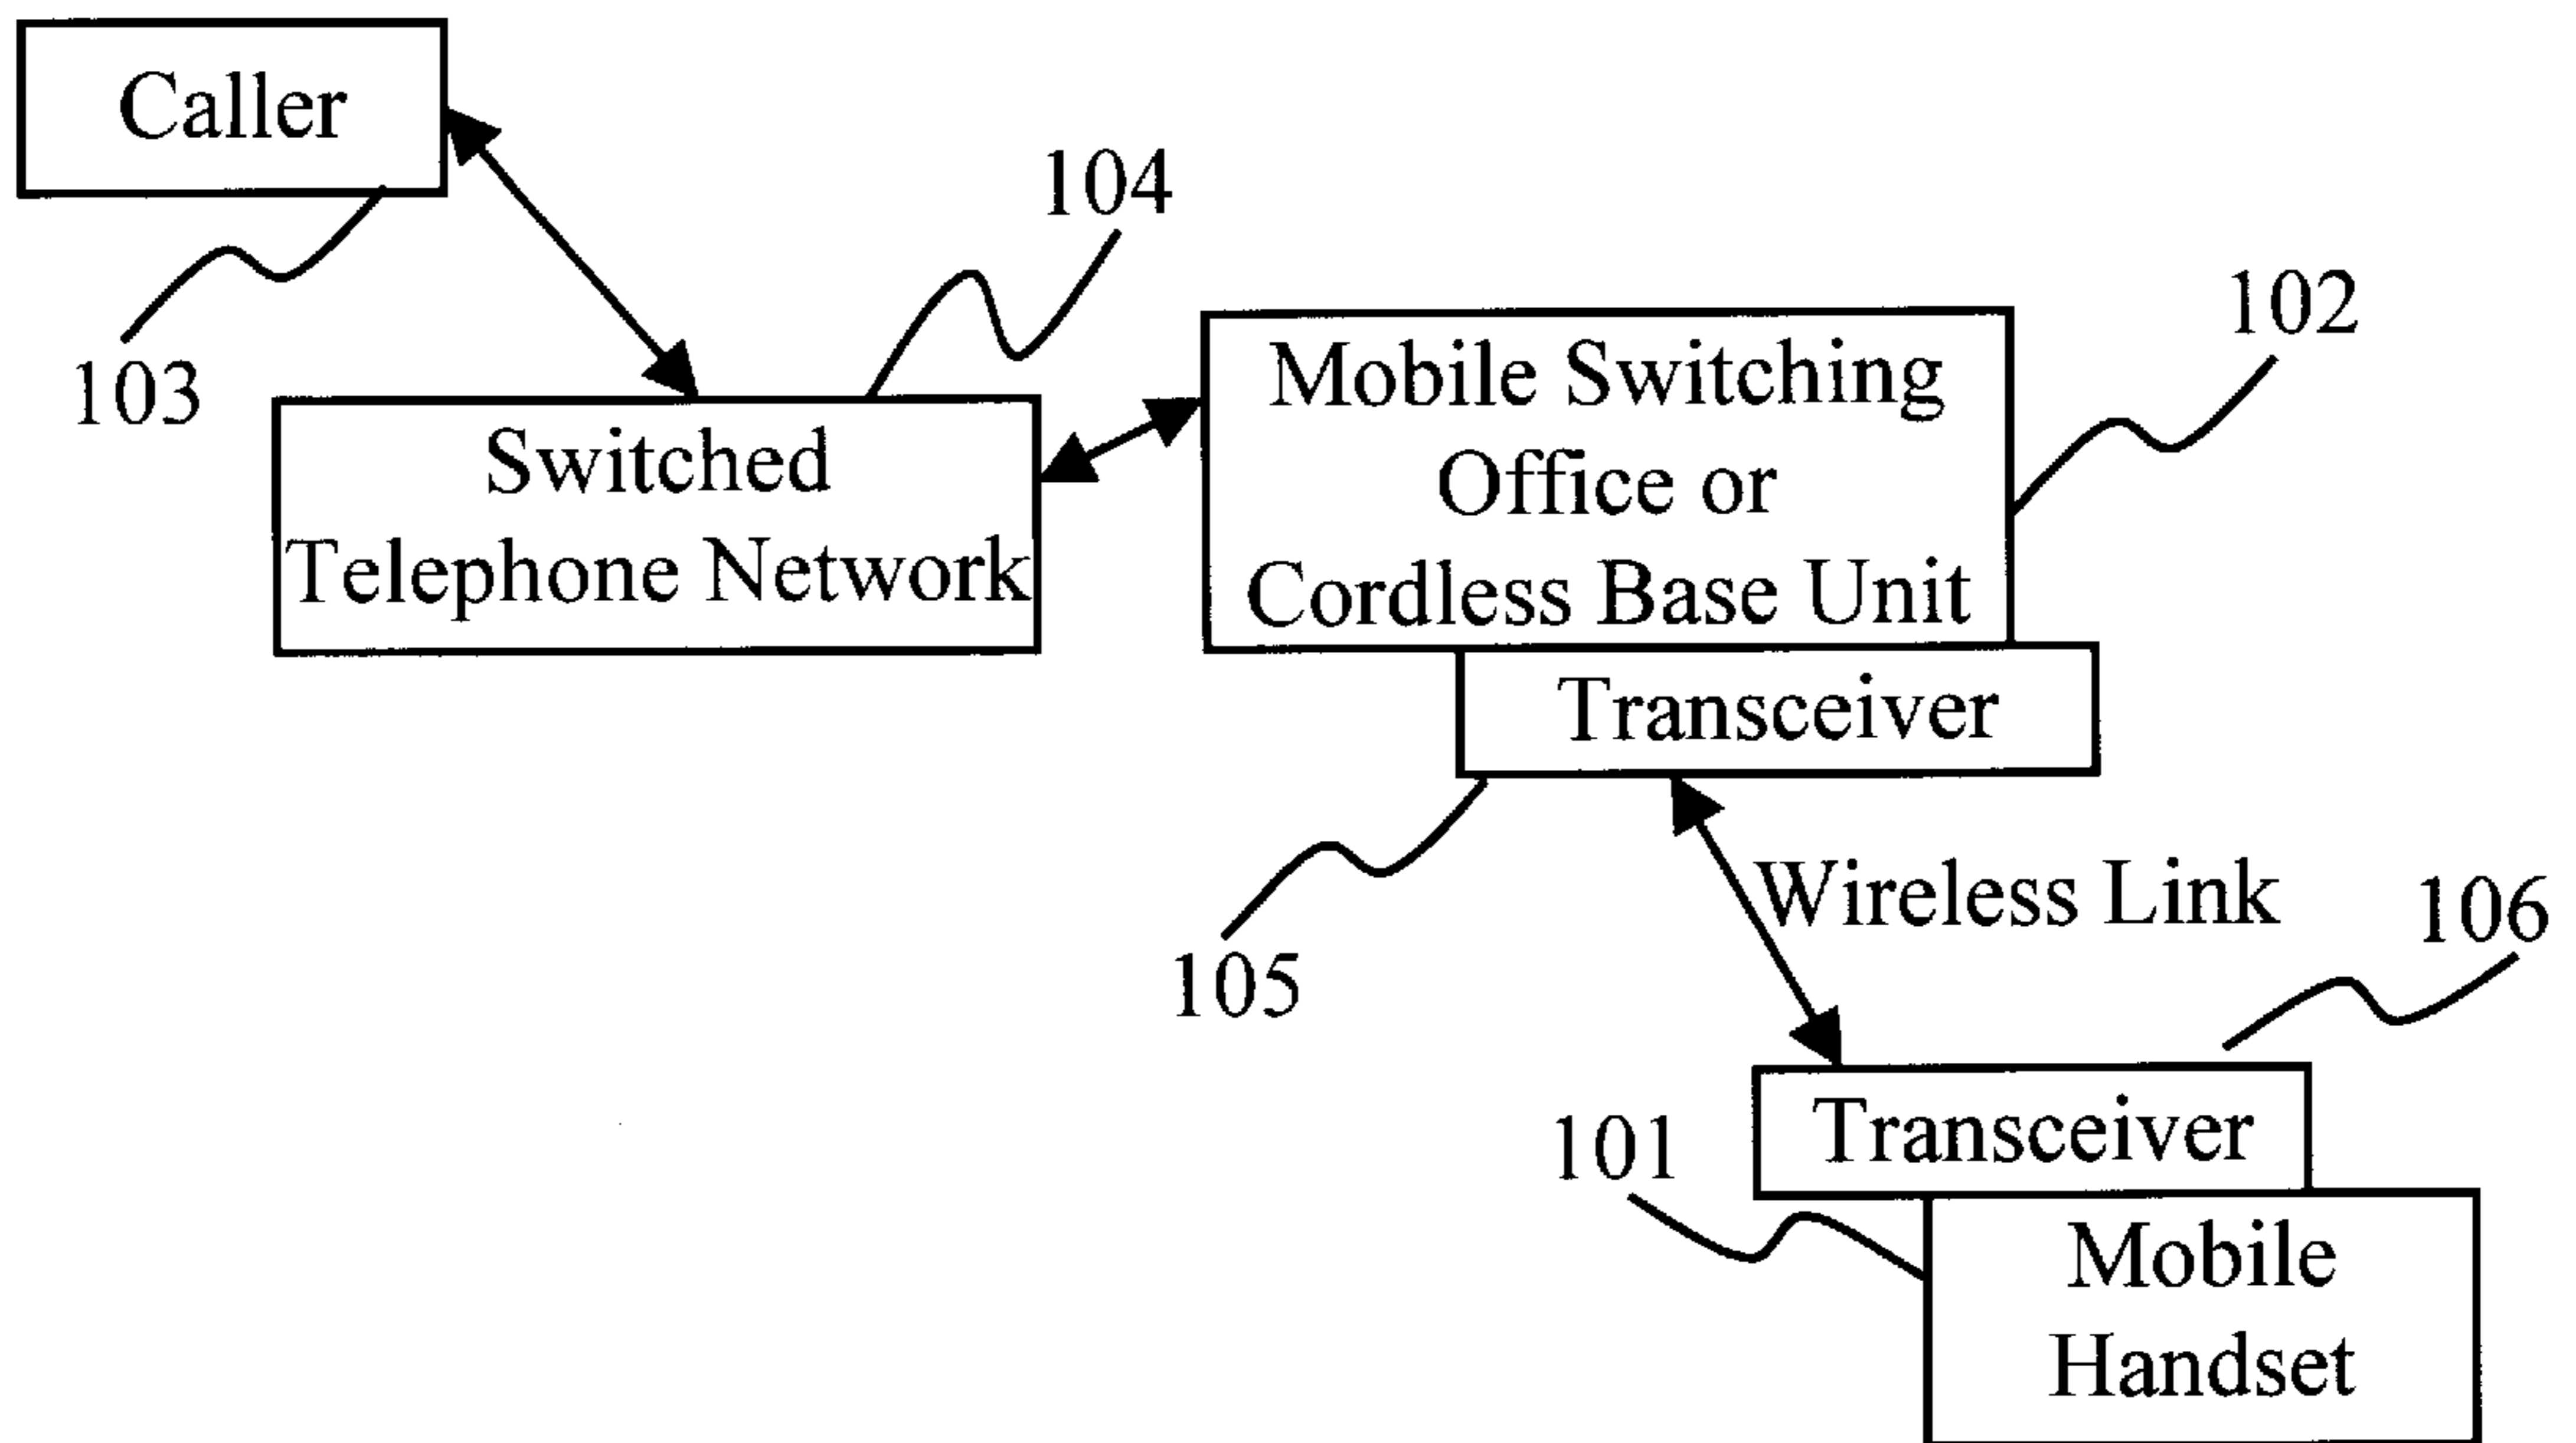 Caller
103
104
Switched
Telephone Network
102
Mobile Switching
Office or
Cordless Base Unit
Transceiver
105
Wireless Link
106
Transceiver
101
Mobile
Handset